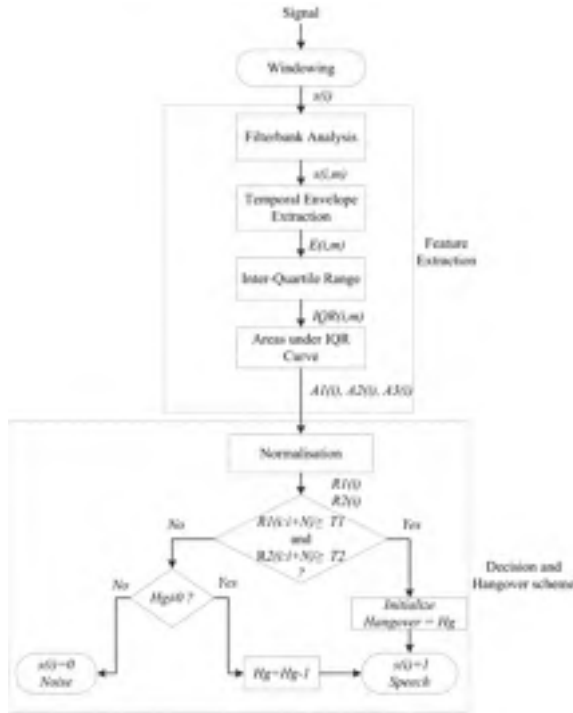 Signal
Windowing
s(i)
Filterbank Analysis
s(i,m)
Temporal Envelope
Extraction
E(i,m)
Feature
Extraction
Inter-Quartile Range
IQR(i,m)
Areas under IQR
Curve
A1(i), A2(i), A3(i)
Normalisation
R1(i)
R2(i)
No
R1(i:i+N)≥ T1
and
R2(i:i+N)≥ T2
?
Yes
Decision and
Hangover scheme
No
Hg≠0 ?
Yes
Initialize
Hangover = Hg
s(i)=0
Noise
Hg=Hg-1
s(i)=1
Speech